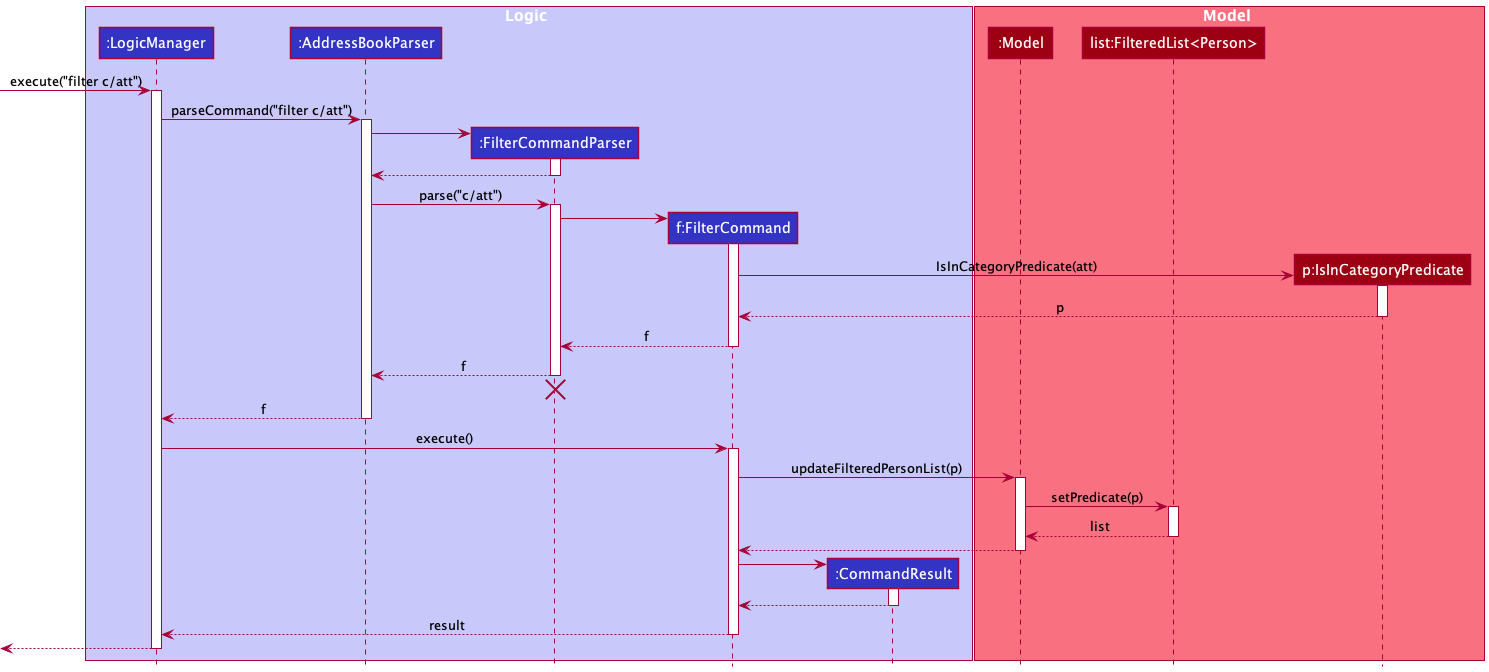 Logic
Model
:LogicManager
:AddressBookParser
:Model
list:FilteredList<Person>
execute("filter c/att")
parseCommand("filter c/att")
:FilterCommandParser
parse("c/att")
f:FilterCommand
IsInCategoryPredicate(att)
p:IsInCategoryPredicate
p
f
f
f
execute()
updateFilteredPersonList(p)
setPredicate(p)
list
:CommandResult
result